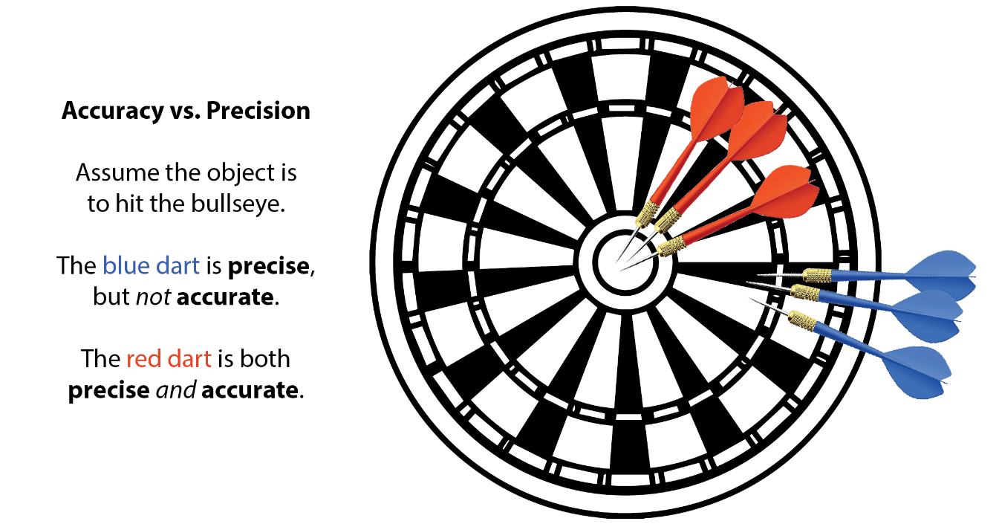 Accuracy vs. Precision
Assume the object is
to hit the bullseye.
The blue dart is precise,
but not accurate.
The red dart is both
precise and accurate.